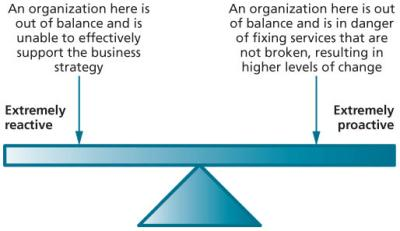 An organization here is
out of balance and is
unable to effectively
support the business
strategy
An organization here is out
of balance and is in danger
of fixing services that are
not broken, resulting in
higher levels of change
Extremely
reactive
Extremely
proactive